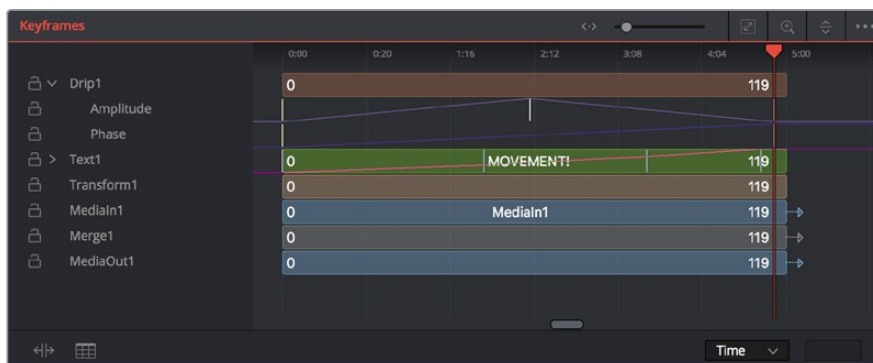 Keyframes
0:00 0:20 1:16 2:12 3:08 4:04 5:00
Drip1 0 119
Amplitude
Phase
Text1 0 MOVEMENT! 119
Transform1 0 119
MediaIn1 0 MediaIn1 119
Merge1 0 119
MediaOut1 0 119
Time